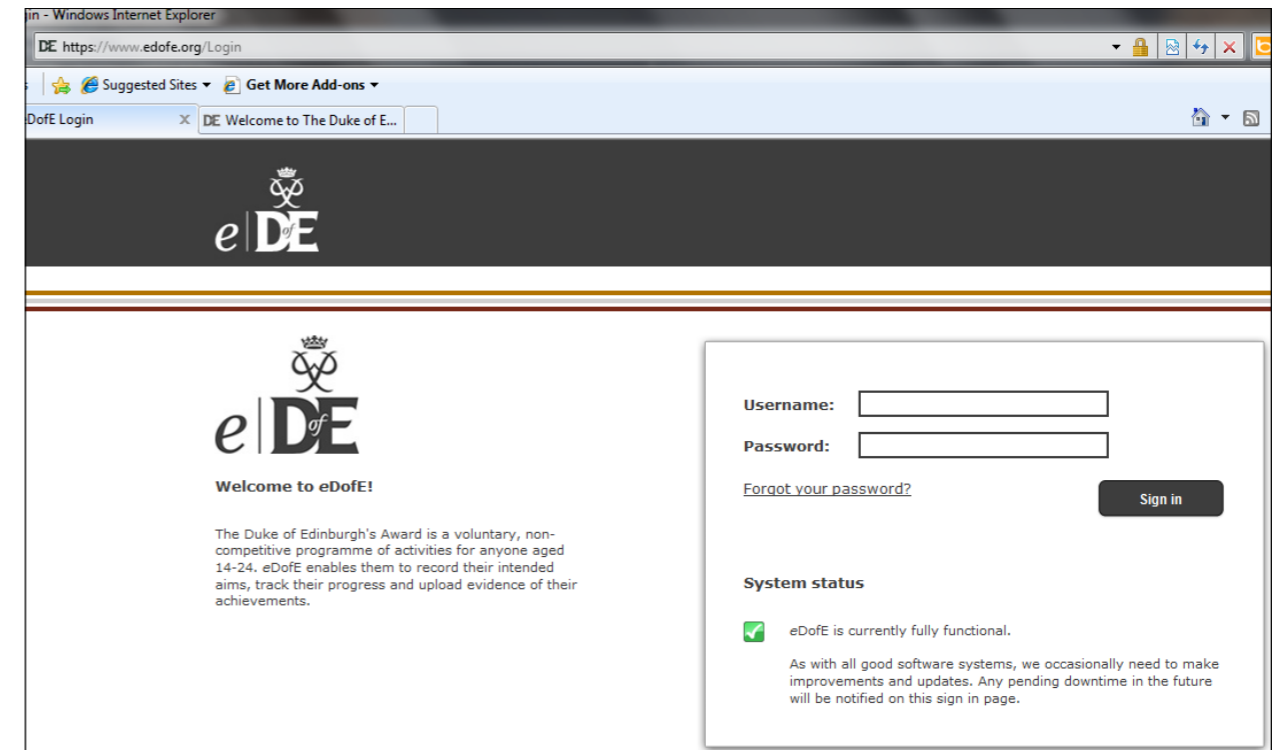 in - Windows Internet Explorer
DE https://www.edofe.org/Login
Suggested Sites Get More Add-ons
DofE Login X DE Welcome to The Duke of E...
e DofE
e DofE
Welcome to eDofE!
The Duke of Edinburgh's Award is a voluntary, non-
competitive programme of activities for anyone aged
14-24. eDofE enables them to record their intended
aims, track their progress and upload evidence of their
achievements.
Username:
Password:
Forgot your password?
Sign in
System status
eDofE is currently fully functional.
As with all good software systems, we occasionally need to make
improvements and updates. Any pending downtime in the future
will be notified on this sign in page.